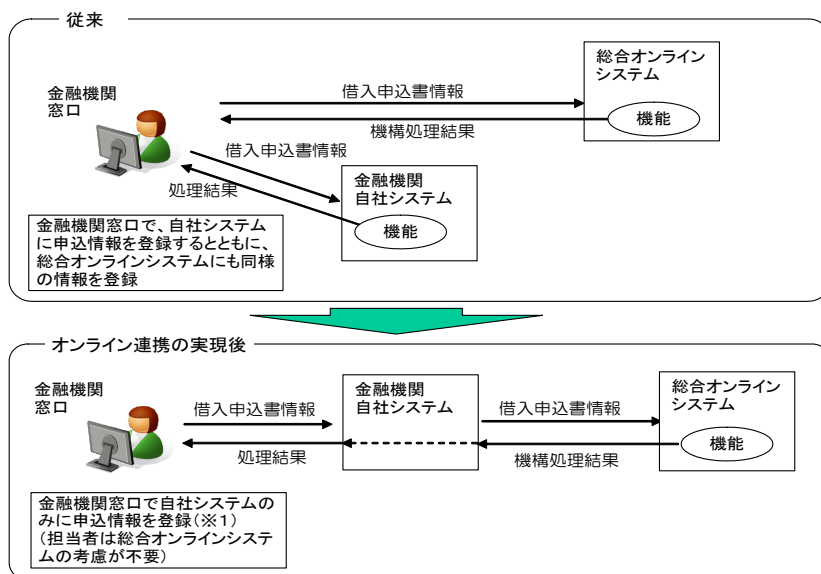 従来
総合オンライン
システム
機能
金融機関
窓口
借入申込書情報
機構処理結果
借入申込書情報
処理結果
金融機関
自社システム
機能
金融機関窓口で、自社システム
に申込情報を登録するとともに、
総合オンラインシステムにも同様
の情報を登録
オンライン連携の実現後
金融機関
窓口
借入申込書情報
処理結果
金融機関
自社システム
借入申込書情報
機構処理結果
総合オンライン
システム
機能
金融機関窓口で自社システムの
みに申込情報を登録(※1)
(担当者は総合オンラインシステ
ムの考慮が不要)